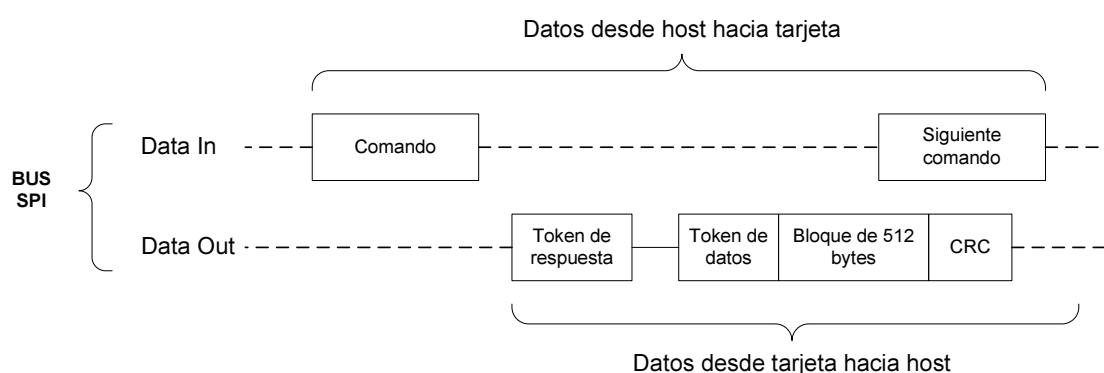 Datos desde host hacia tarjeta
Data In
Comando
Siguiente
comando
BUS
SPI
Data Out
Token de
respuesta
Token de
datos
Bloque de 512
bytes
CRC
Datos desde tarjeta hacia host